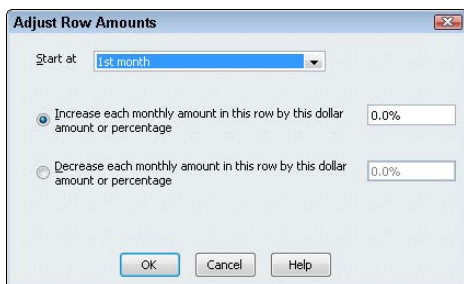 Adjust Row Amounts
Start at 1st month
Increase each monthly amount in this row by this dollar 0.0%
amount or percentage
Decrease each monthly amount in this row by this dollar 0.0%
amount or percentage
OK Cancel Help